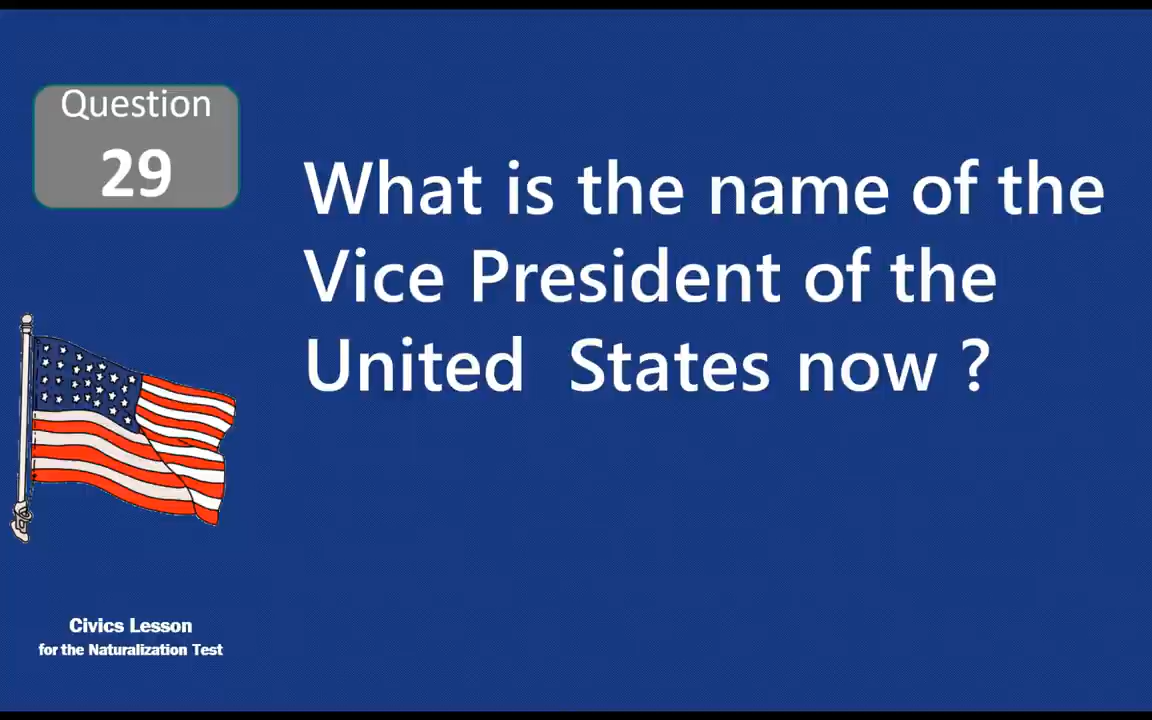 Question
29
What is the name of the
Vice President of the
United  States now ?
Civics Lesson
for the Naturalization Test